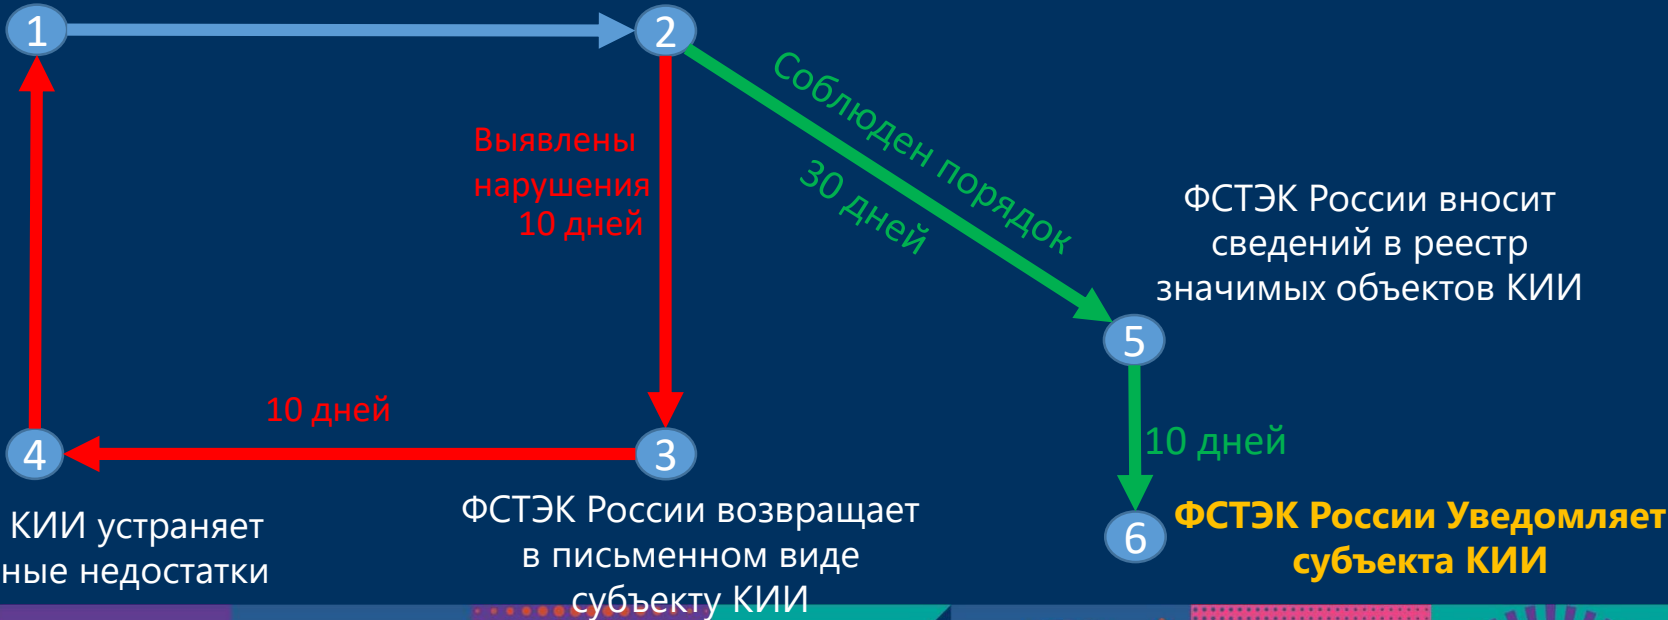 1
2
Выявлены
нарушения
10 дней
Соблюден порядок
30 дней
ФСТЭК России вносит
сведений в реестр
значимых объектов КИИ
5
10 дней
10 дней
4
3
6
КИИ устраняет
ные недостатки
ФСТЭК России возвращает
в письменном виде
субъекту КИИ
ФСТЭК России Уведомляет
субъекта КИИ